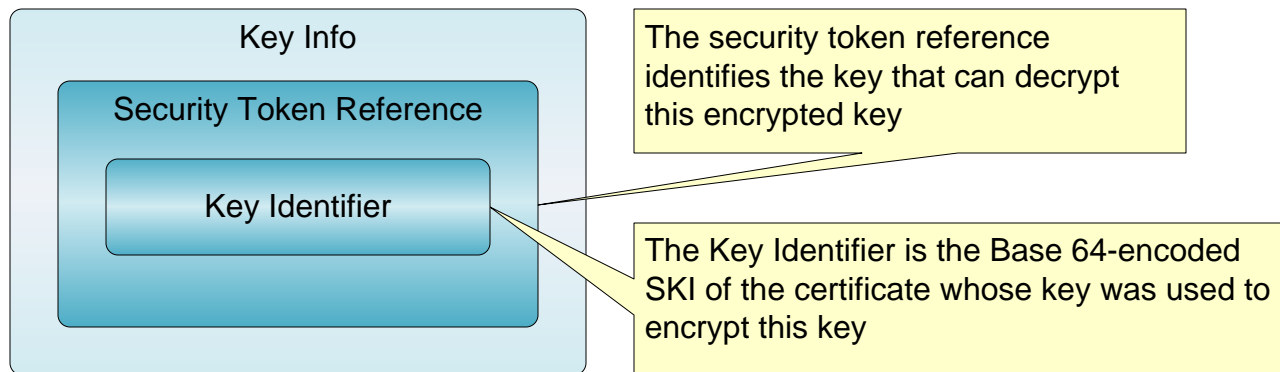 Key Info
Security Token Reference
Key Identifier
The security token reference
identifies the key that can decrypt
this encrypted key
The Key Identifier is the Base 64-encoded
SKI of the certificate whose key was used to
encrypt this key